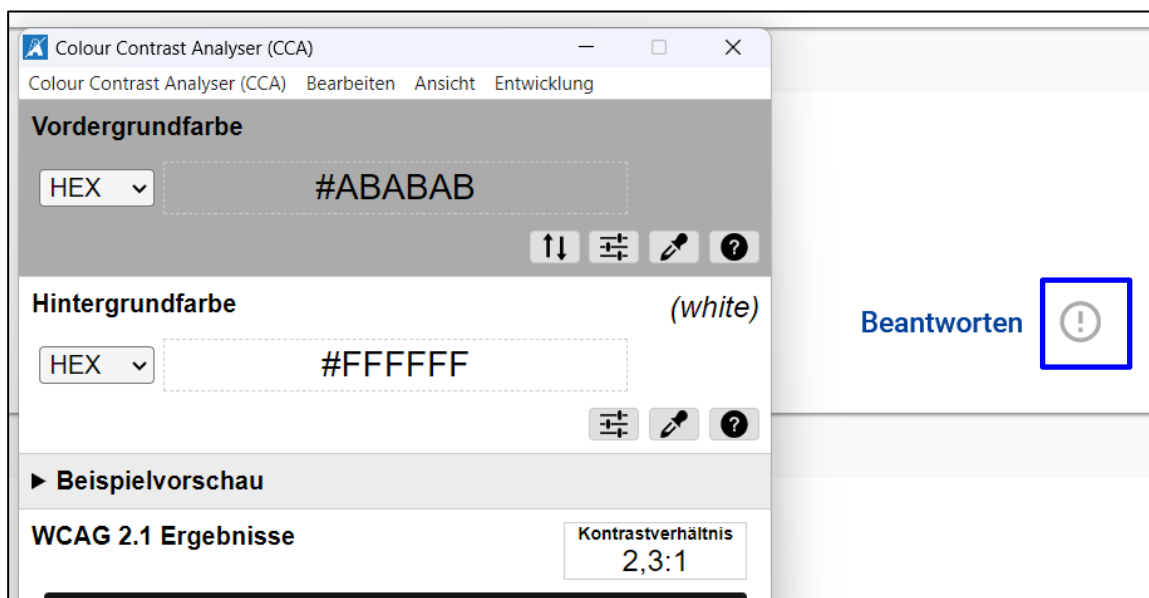 Colour Contrast Analyser (CCA)
Colour Contrast Analyser (CCA) Bearbeiten Ansicht Entwicklung
Vordergrundfarbe
HEX #ABABAB
Hintergrundfarbe (white)
HEX #FFFFFF
Beantworten
Beispielvorschau
WCAG 2.1 Ergebnisse
Kontrastverhältnis
2,3:1